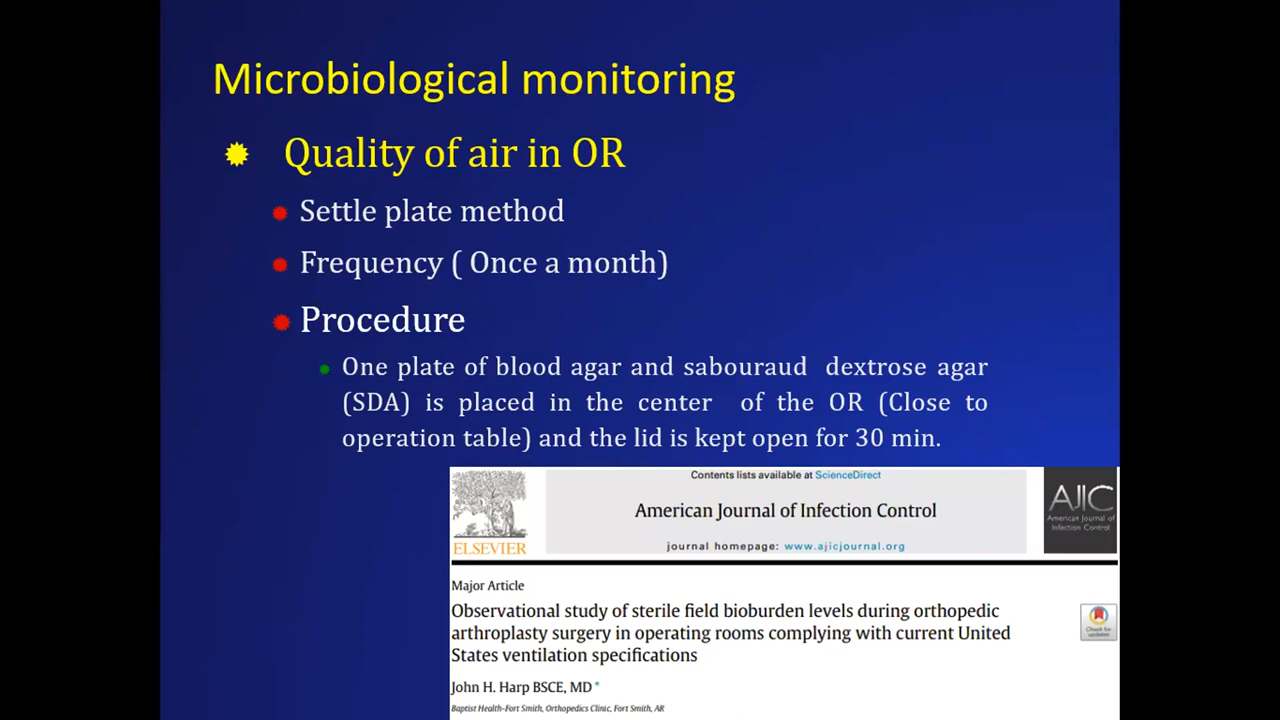 Microbiological monitoring
Quality of air in OR
Settle plate method
Frequency ( Once a month)
Procedure
One plate of blood agar and sabouraud dextrose agar
(SDA) is placed in the center of the OR (Close to
operation table) and the lid is kept open for 30 min.
Contents lists available at ScienceDirect
American Journal of Infection Control
journal homepage: www.ajicjournal.org
ELSEVIER
AJIC
American Journal of
Infection Control
Major Article
Observational study of sterile field bioburden levels during orthopedic
arthroplasty surgery in operating rooms complying with current United
States ventilation specifications
Check for
updates
John H. Harp BSCE, MD *
Baptist Health-Fort Smith, Orthopedics Clinic, Fort Smith, AR